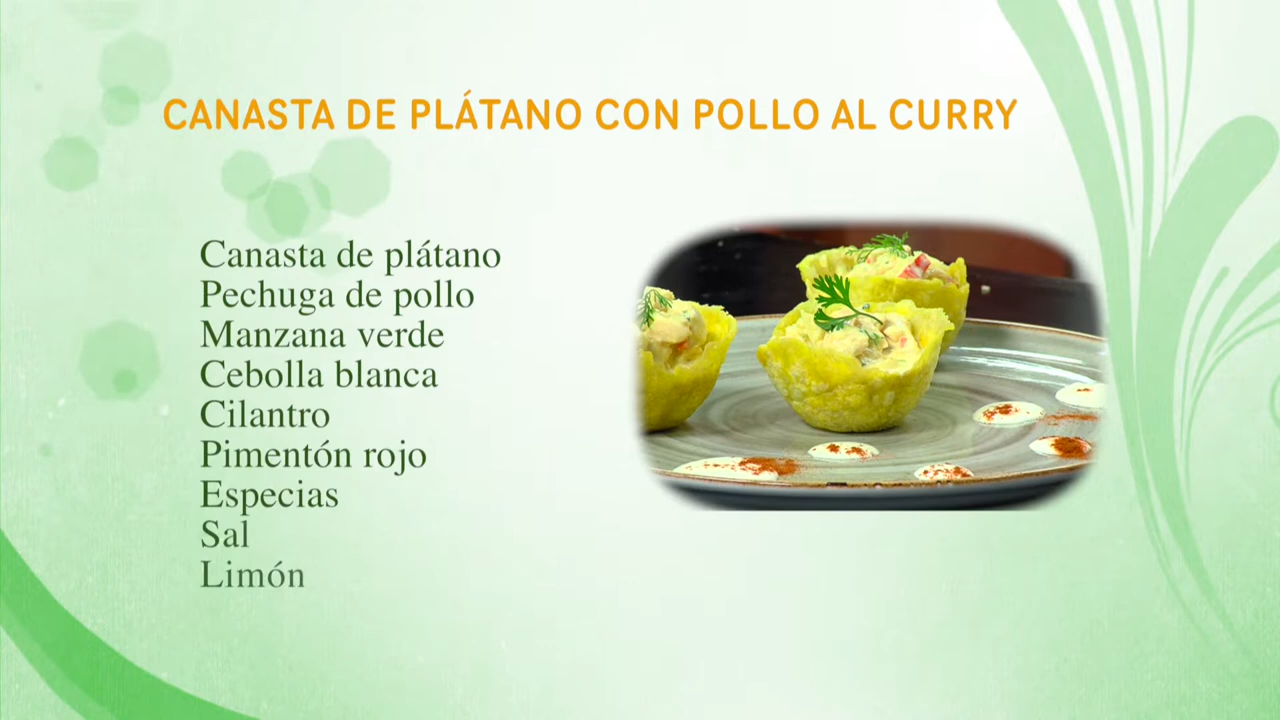 CANASTA DE PLÁTANO CON POLLO AL CURRY
Canasta de plátano
Pechuga de pollo
Manzana verde
Cebolla blanca
Cilantro
Pimentón rojo
Especias
Sal
Limón